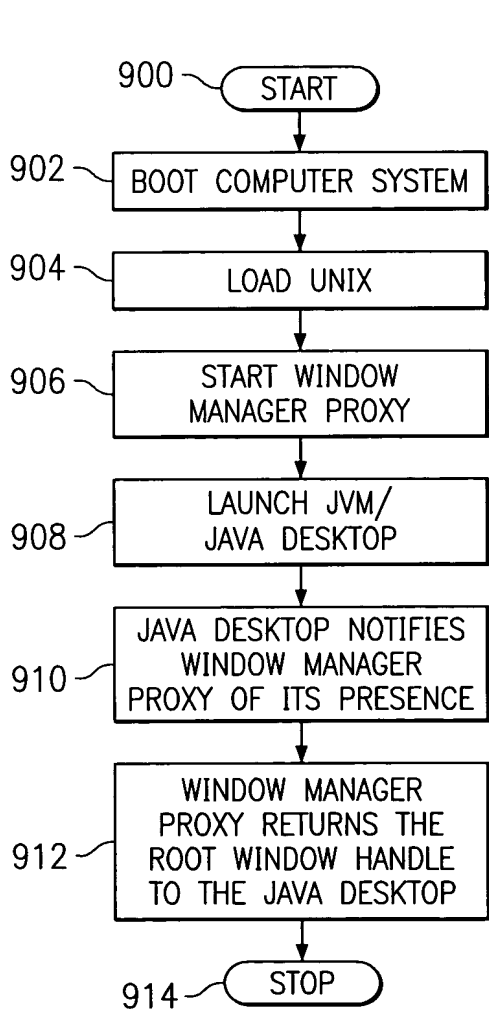 900
START
902
BOOT COMPUTER SYSTEM
904
LOAD UNIX
906
START WINDOW
MANAGER PROXY
908
LAUNCH JVM/
JAVA DESKTOP
910
JAVA DESKTOP NOTIFIES
WINDOW MANAGER
PROXY OF ITS PRESENCE
912
WINDOW MANAGER
PROXY RETURNS THE
ROOT WINDOW HANDLE
TO THE JAVA DESKTOP
914
STOP